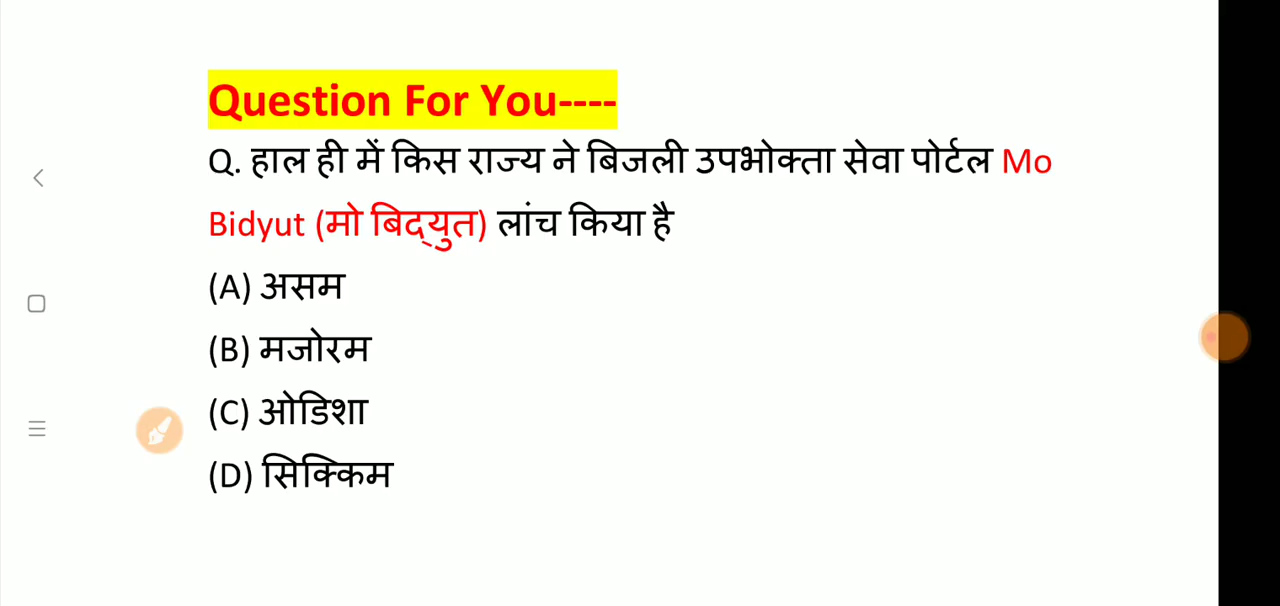 Question For You----
Q. हाल ही में किस राज्य ने बिजली उपभोक्ता सेवा पोर्टल Mo
Bidyut (मो बिद्युत) लांच किया है
(A) असम
(B) मजोरम
(C) ओडिशा
(D) सिक्किम